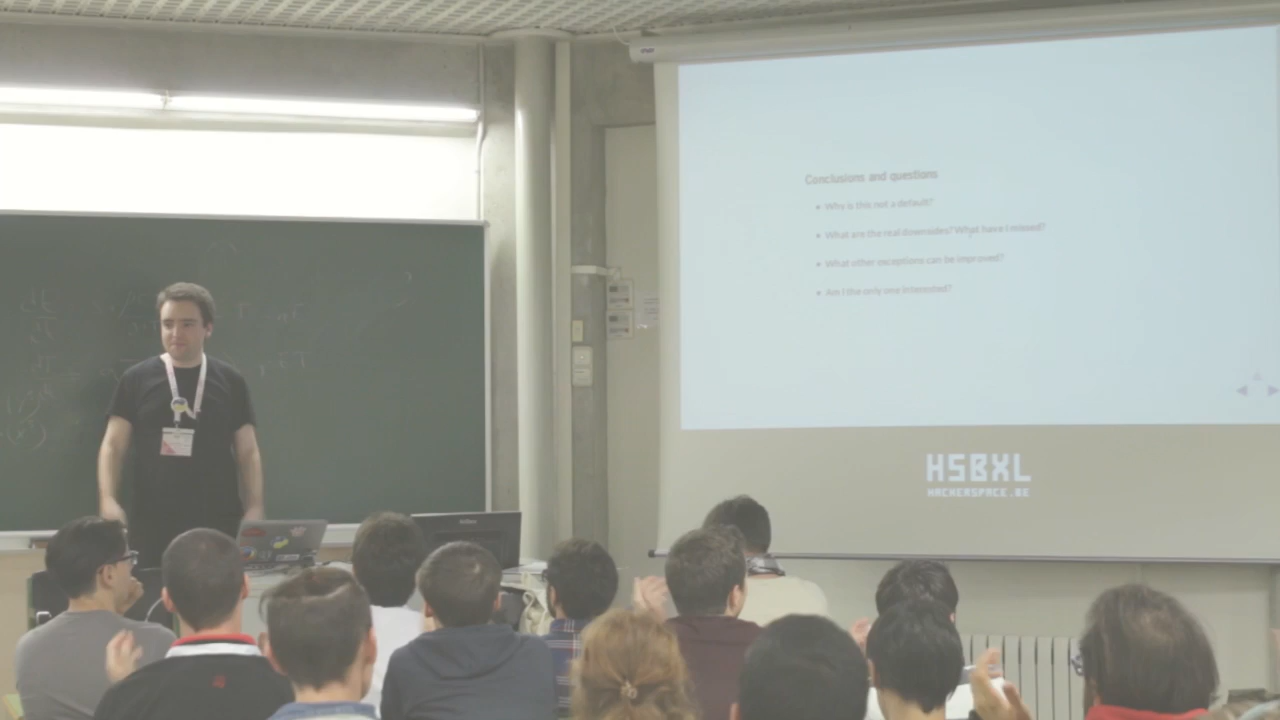 Conclusions and questions
• Why is this not a default?
• What are the real downsides? What have I missed?
• What other exceptions can be improved?
• Am I the only one interested?
HSBXL
HACKERSPACE.BE